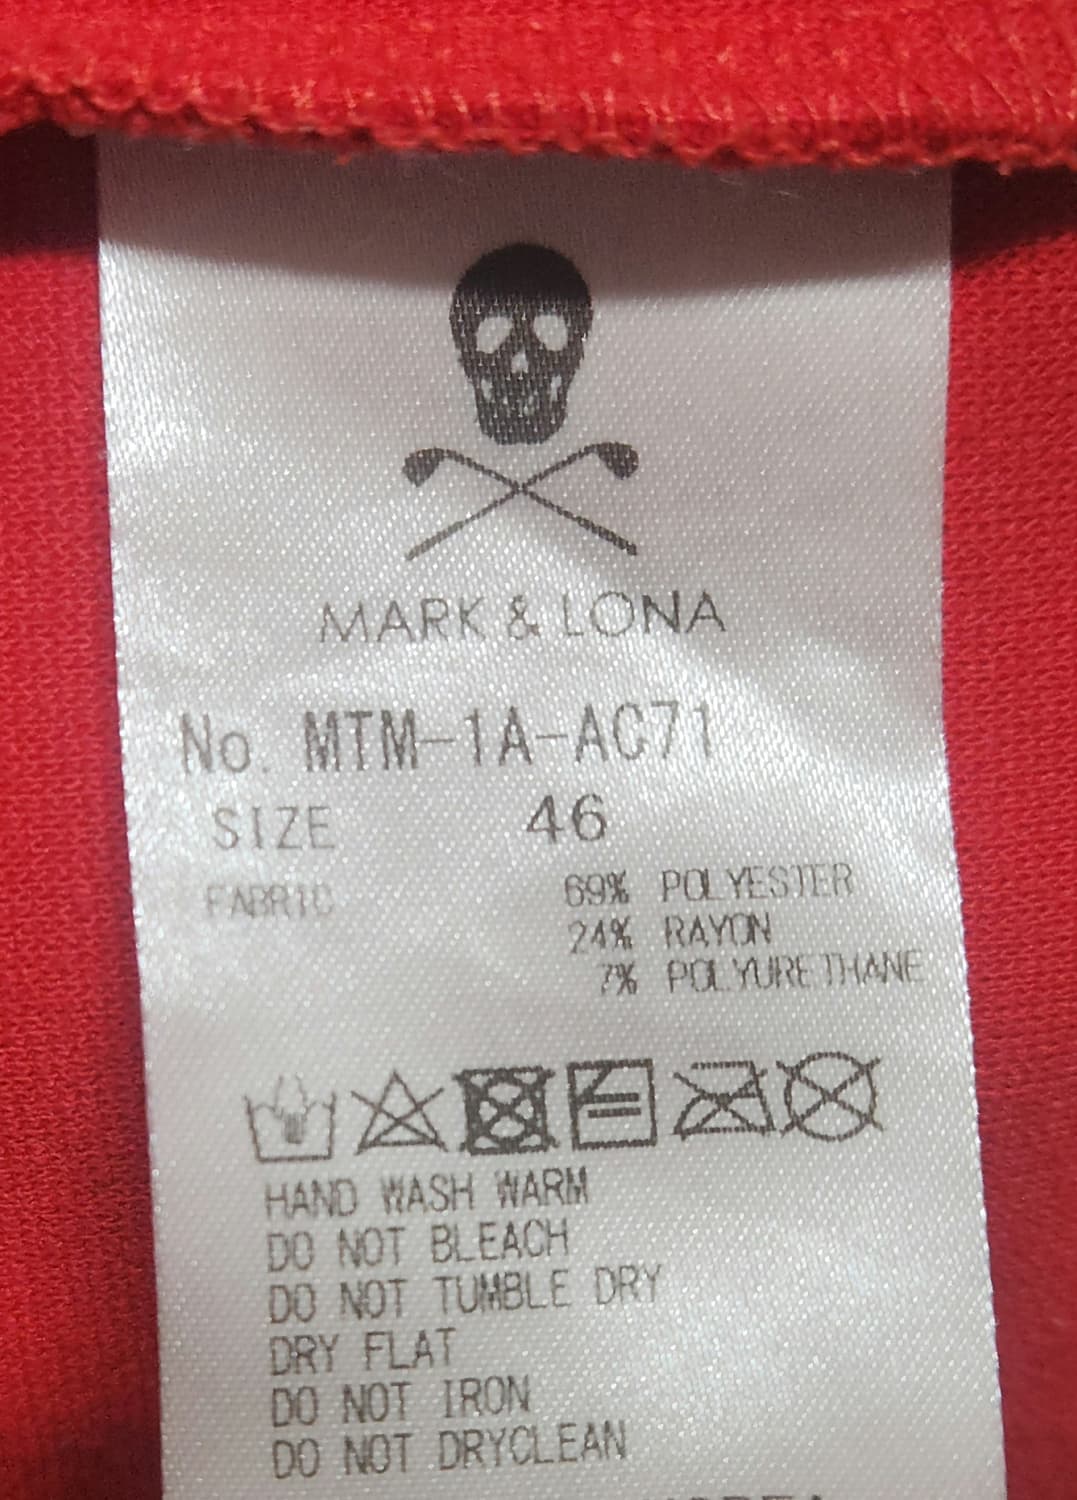 MARK & LONA
No. MTM-1A-AC71
SIZE 46
FABRIC 69% POLYESTER
24% RAYON
7% POLYURETHANE
HAND WASH WARM
DO NOT BLEACH
DO NOT TUMBLE DRY
DRY FLAT
DO NOT IRON
DO NOT DRYCLEAN